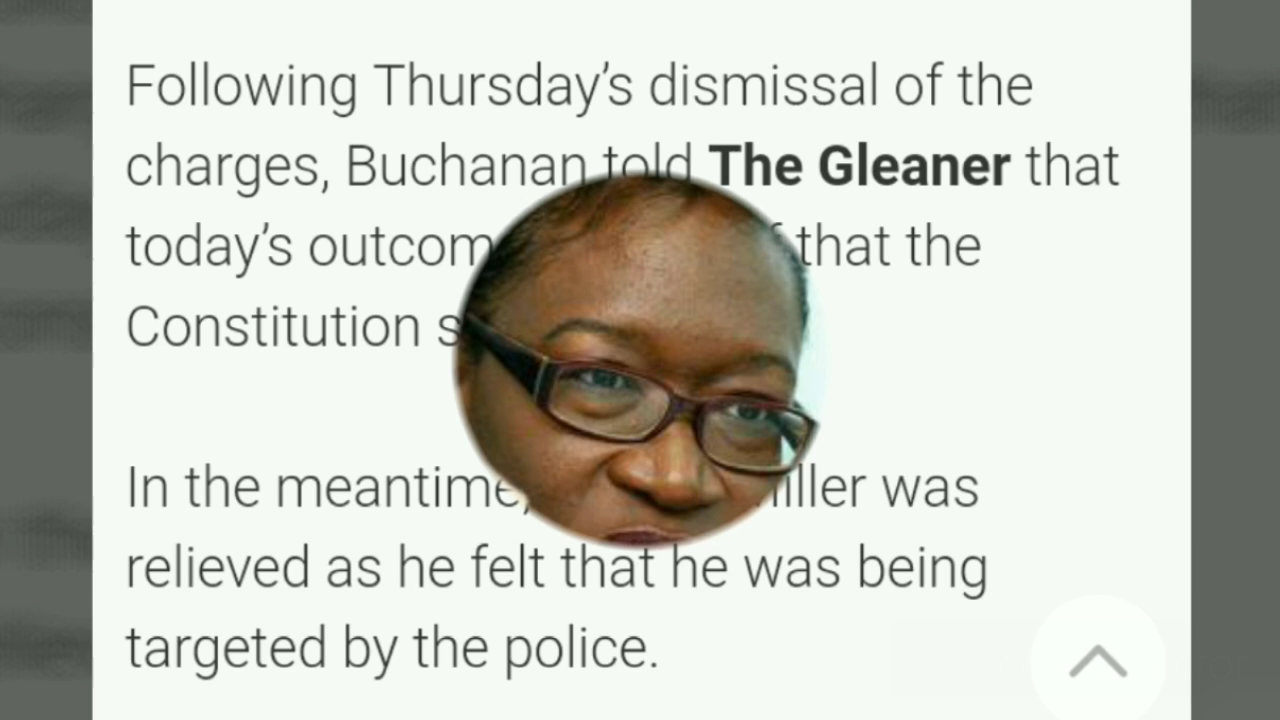 Following Thursday’s dismissal of the
charges, Buchanan told The Gleaner that
today’s outcom that the
Constitution s
In the meantime, iller was
relieved as he felt that he was being
targeted by the police.